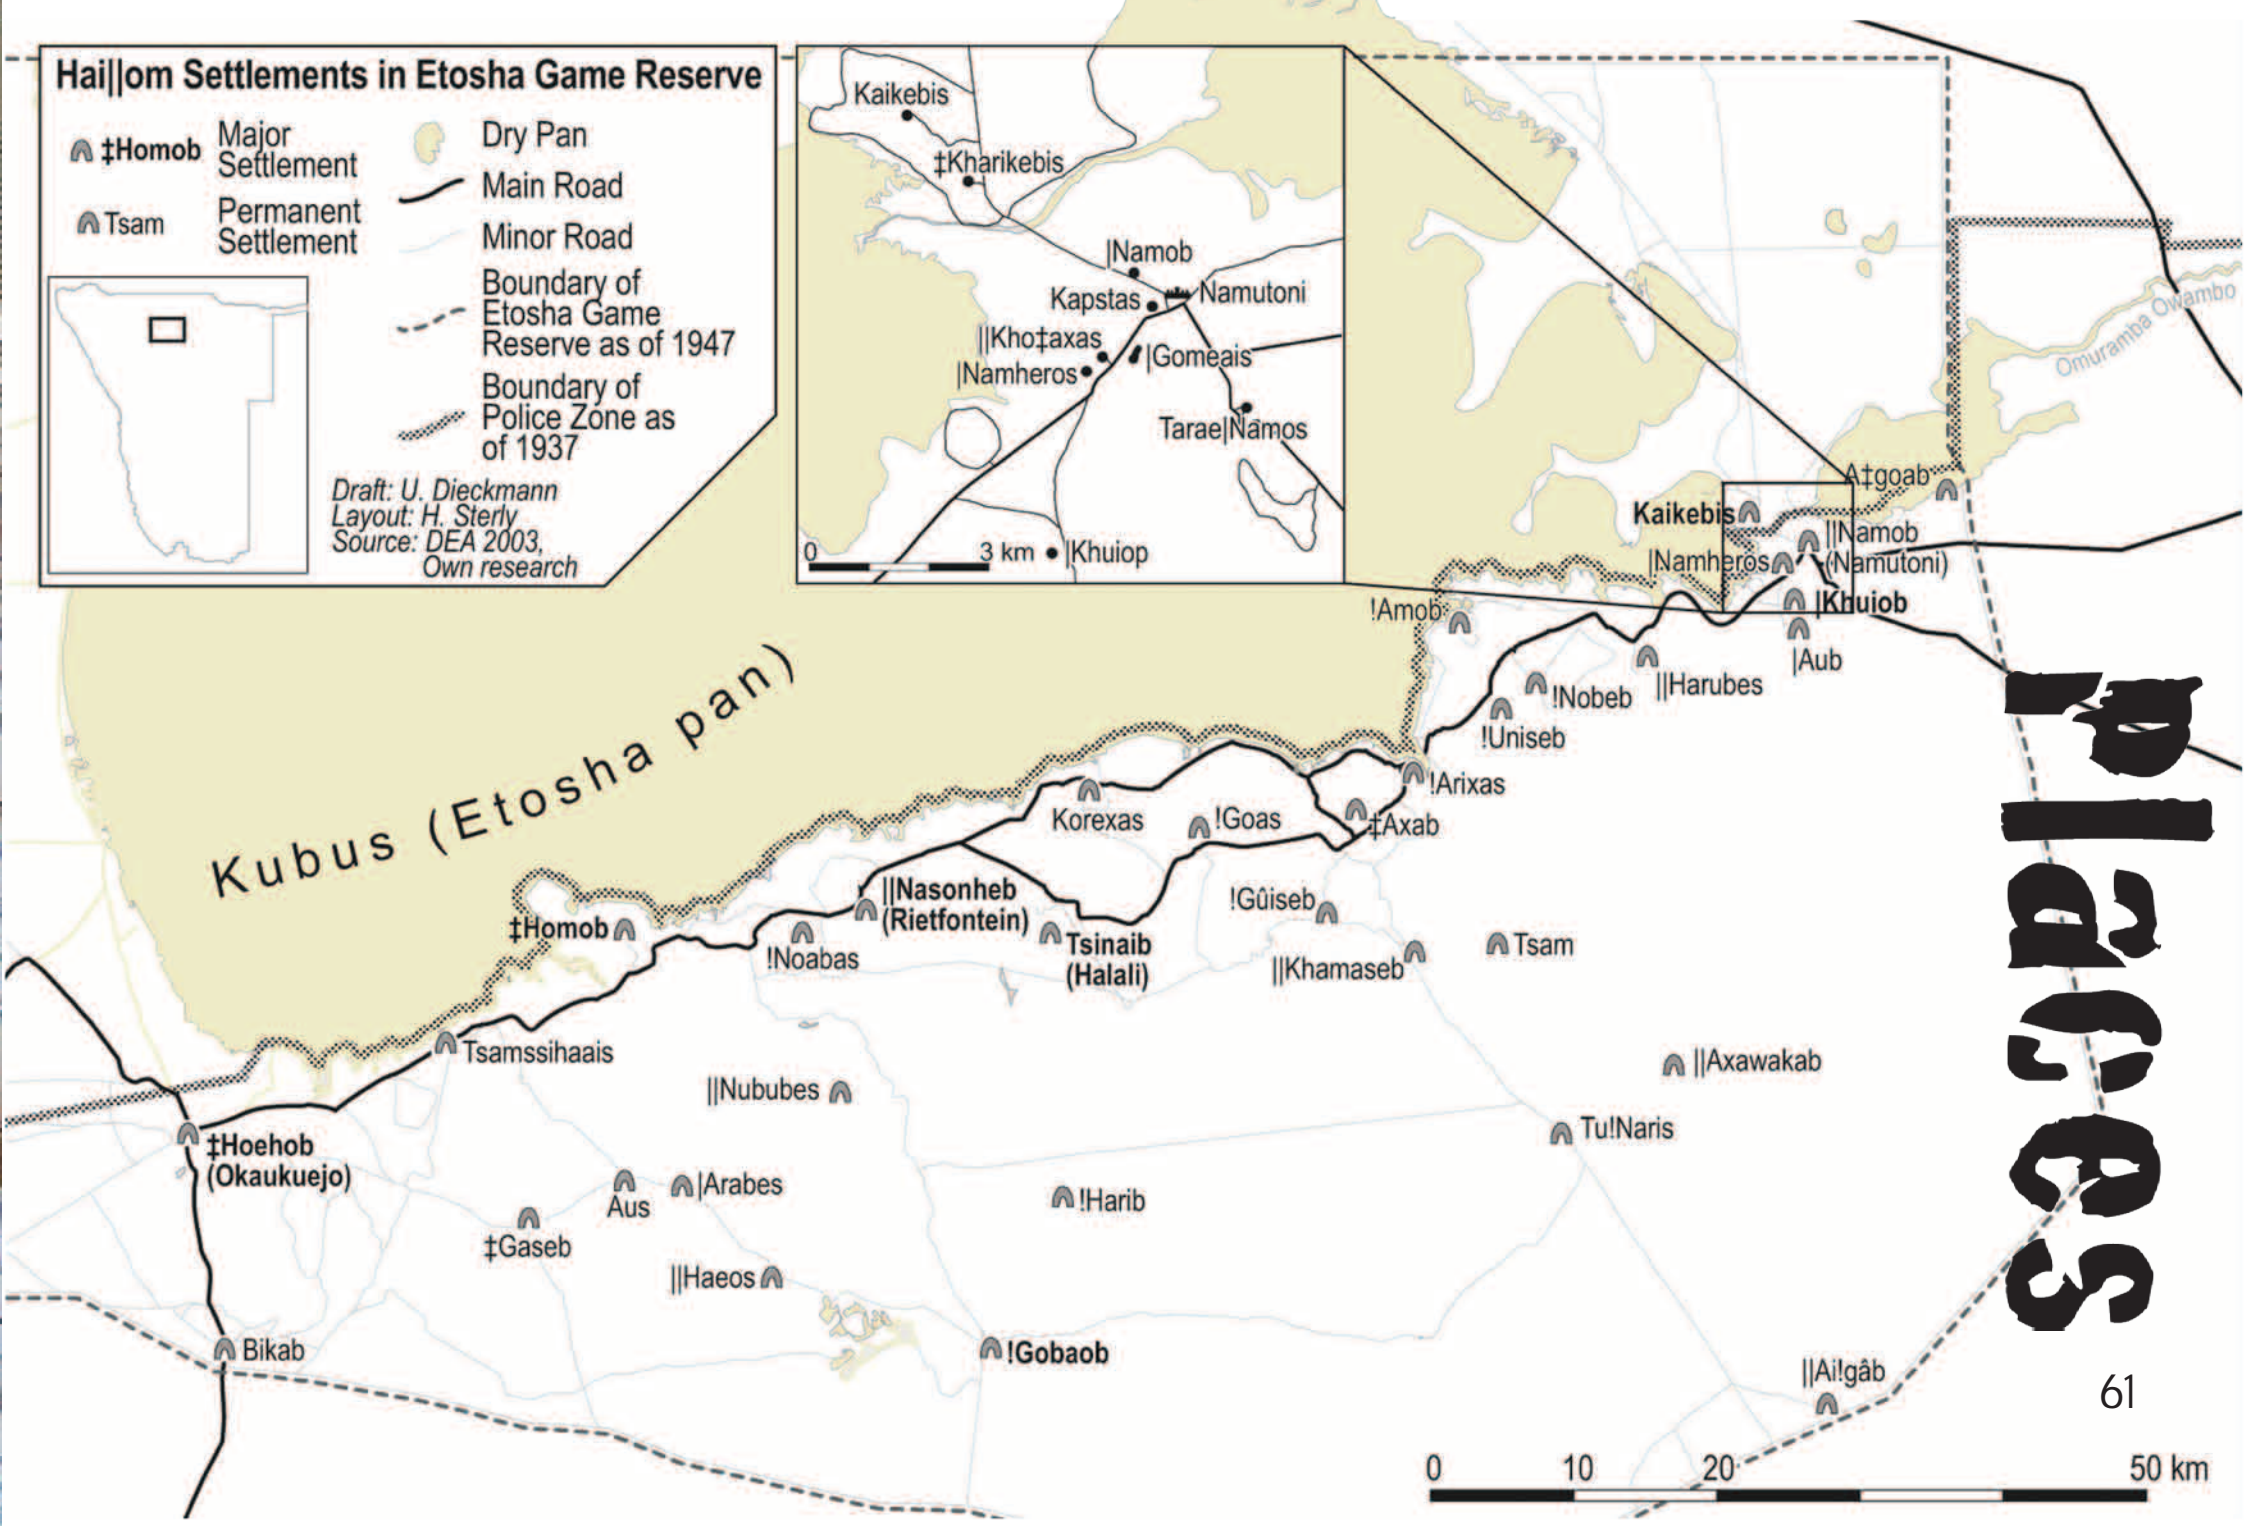 Hai||om Settlements in Etosha Game Reserve
‡Homob
Major
Settlement
Tsam
Permanent
Settlement
Dry Pan
Main Road
Minor Road
Boundary of
Etosha Game
Reserve as of 1947
Boundary of
Police Zone as
of 1937
Draft: U. Dieckmann
Layout: H. Sterly
Source: DEA 2003,
Own research
Kaikebis
‡Kharikebis
|Namob
Kapstas
Namutoni
||Kho‡axas
|Gomeais
|Namheros
Tarae|Namos
0 3 km
|Khuiop
Omuramba Owambo
A‡goab
Kaikebis
||Namob
(Namutoni)
|Namheros
|Khuiob
!Amob
|Aub
||Harubes
!Nobeb
!Uniseb
Kubus (Etosha pan)
!Arixas
Korexas
!Goas
‡Axab
||Nasonheb
(Rietfontein)
!Gûiseb
‡Homob
!Noabas
Tsinaib
(Halali)
||Khamaseb
Tsam
Tsamssihaais
||Nububes
||Axawakab
Tu!Naris
‡Hoehob
(Okaukuejo)
Aus
|Arabes
!Harib
‡Gaseb
||Haeos
Bikab
!Gobaob
||Ai!gâb
0 10 20 50 km
places
61